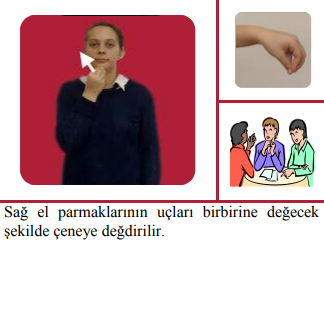 Sağ el parmaklarının uçları birbirine değecek
şekilde çeneye değdirilir.